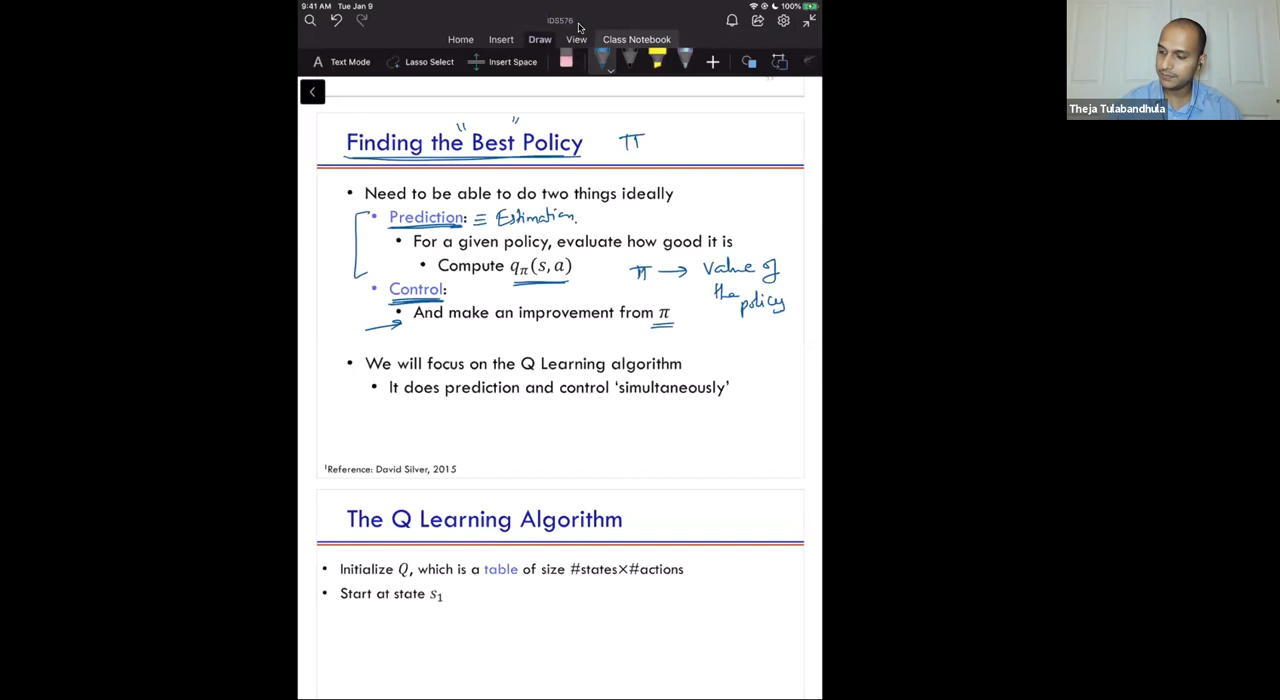 9:41 AM Tue Jan 9
100%
IDS576
Home Insert Draw View Class Notebook
A Text Mode Lasso Select Insert Space
Theja Tulabandhula
Finding the "Best" Policy π
• Need to be able to do two things ideally
• Prediction: ≡ Estimation.
• For a given policy, evaluate how good it is
• Compute qπ(s, a) π → value of the policy
• Control:
• And make an improvement from π
• We will focus on the Q Learning algorithm
• It does prediction and control ‘simultaneously’
¹Reference: David Silver, 2015
The Q Learning Algorithm
• Initialize Q, which is a table of size #states×#actions
• Start at state s₁